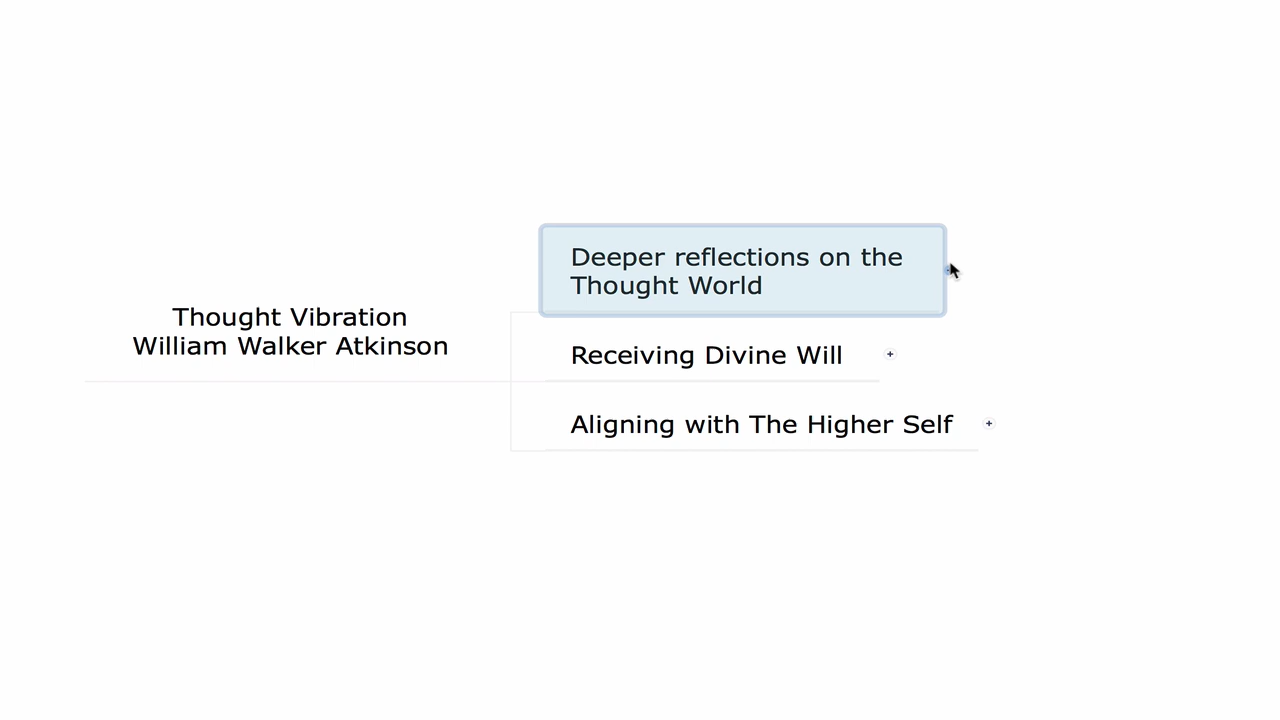 Thought Vibration
William Walker Atkinson
Deeper reflections on the
Thought World
Receiving Divine Will
Aligning with The Higher Self